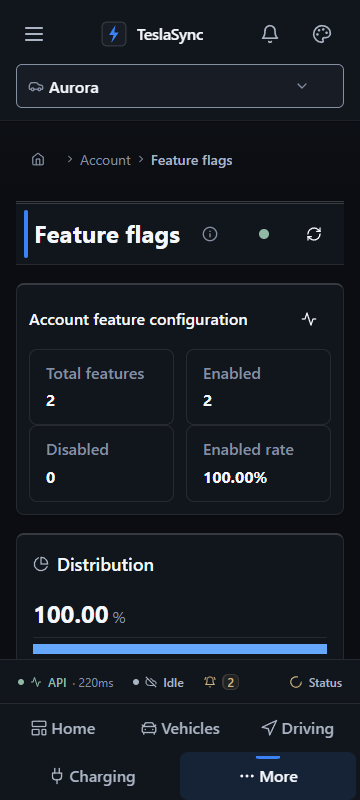 TeslaSync
Aurora
Account
Feature flags
Feature flags
Account feature configuration
Total features
2
Enabled
2
Disabled
0
Enabled rate
100.00%
Distribution
100.00 %
API · 220ms
Idle
2
Status
Home
Vehicles
Driving
Charging
More